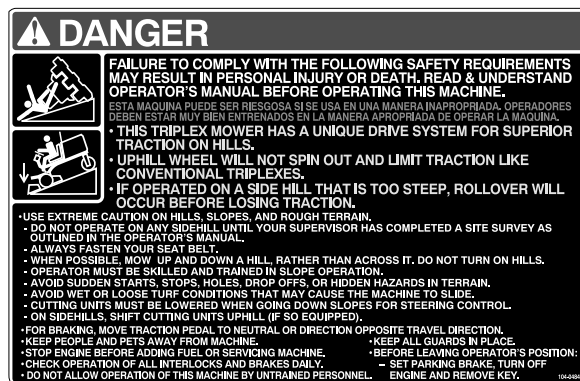 DANGER
FAILURE TO COMPLY WITH THE FOLLOWING SAFETY REQUIREMENTS
MAY RESULT IN PERSONAL INJURY OR DEATH. READ & UNDERSTAND
OPERATOR'S MANUAL BEFORE OPERATING THIS MACHINE.
ESTA MAQUINA PUEDE SER RIESGOSA SI SE USA EN UNA MANERA INAPROPRIADA. OPERADORES
DEBEN ESTAR MUY BIEN ENTRENADOS EN LA MANERA APROPRIADA DE OPERAR LA MAQUINA.
• THIS TRIPLEX MOWER HAS A UNIQUE DRIVE SYSTEM FOR SUPERIOR
TRACTION ON HILLS.
• UPHILL WHEEL WILL NOT SPIN OUT AND LIMIT TRACTION LIKE
CONVENTIONAL TRIPLEXES.
• IF OPERATED ON A SIDE HILL THAT IS TOO STEEP, ROLLOVER WILL
OCCUR BEFORE LOSING TRACTION.
•USE EXTREME CAUTION ON HILLS, SLOPES, AND ROUGH TERRAIN.
- DO NOT OPERATE ON ANY SIDEHILL UNTIL YOUR SUPERVISOR HAS COMPLETED A SITE SURVEY AS
OUTLINED IN THE OPERATOR'S MANUAL.
- ALWAYS FASTEN YOUR SEAT BELT.
- WHEN POSSIBLE, MOW UP AND DOWN A HILL, RATHER THAN ACROSS IT. DO NOT TURN ON HILLS.
- OPERATOR MUST BE SKILLED AND TRAINED IN SLOPE OPERATION.
- AVOID SUDDEN STARTS, STOPS, HOLES, DROP OFFS, OR HIDDEN HAZARDS IN TERRAIN.
- AVOID WET OR LOOSE TURF CONDITIONS THAT MAY CAUSE THE MACHINE TO SLIDE.
- CUTTING UNITS MUST BE LOWERED WHEN GOING DOWN SLOPES FOR STEERING CONTROL.
- ON SIDEHILLS, SHIFT CUTTING UNITS UPHILL (IF SO EQUIPPED).
•FOR BRAKING, MOVE TRACTION PEDAL TO NEUTRAL OR DIRECTION OPPOSITE TRAVEL DIRECTION.
•KEEP PEOPLE AND PETS AWAY FROM MACHINE.
•STOP ENGINE BEFORE ADDING FUEL OR SERVICING MACHINE.
•CHECK OPERATION OF ALL INTERLOCKS AND BRAKES DAILY.
• DO NOT ALLOW OPERATION OF THIS MACHINE BY UNTRAINED PERSONNEL.
•KEEP ALL GUARDS IN PLACE.
•BEFORE LEAVING OPERATOR'S POSITION:
– SET PARKING BRAKE, TURN OFF
ENGINE AND REMOVE KEY.